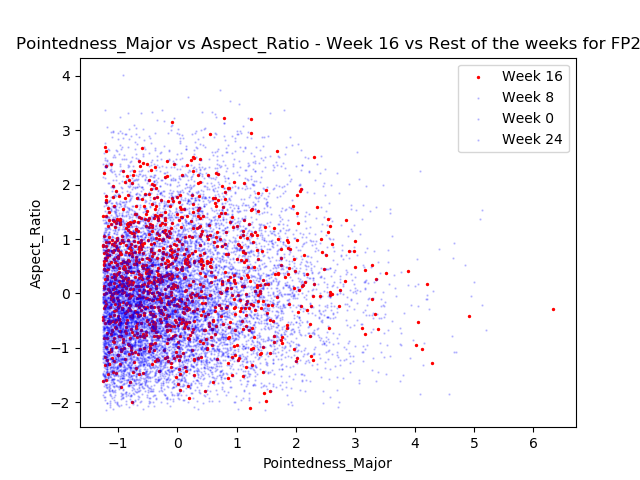 Pointedness_Major vs Aspect_Ratio - Week 16 vs Rest of the weeks for FP2
Week 16
Week 8
Week 0
Week 24
4
3
2
1
0
−1
−2
Aspect_Ratio
−1 0 1 2 3 4 5 6
Pointedness_Major